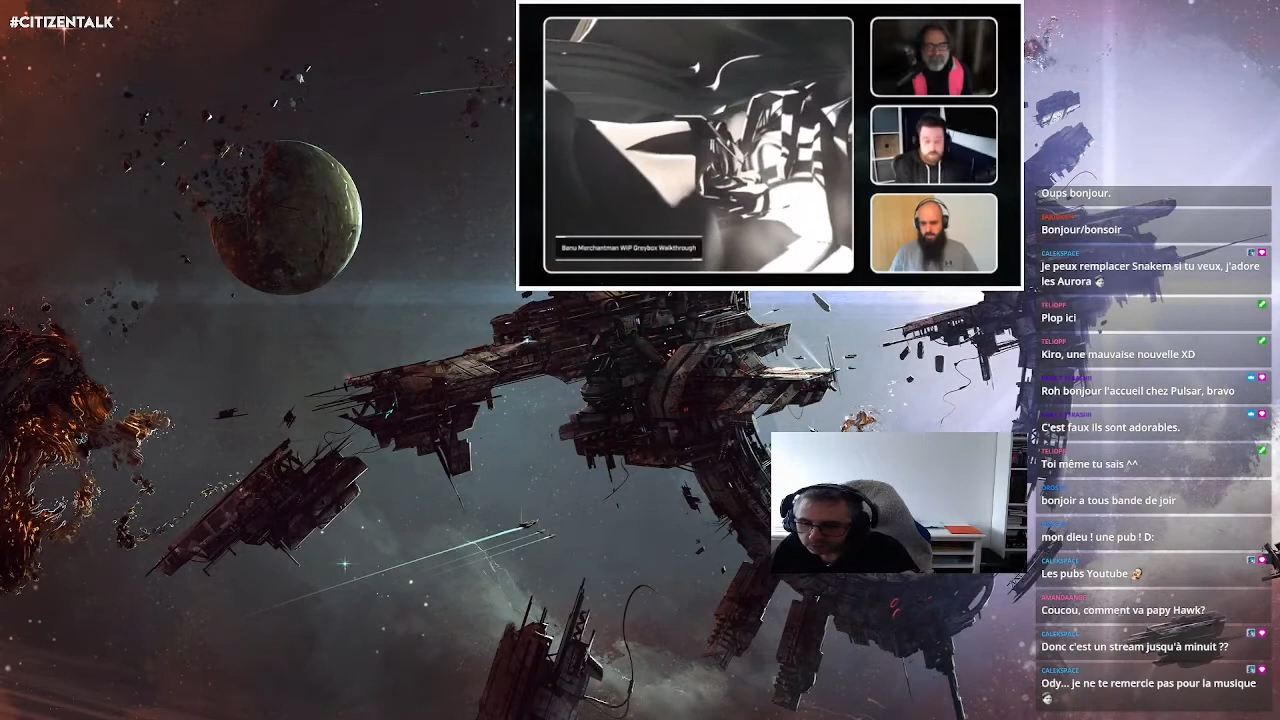 #CITIZENTALK
Banu Merchantman WIP Greybox Walkthrough
Oups bonjour.
Bonjour/bonsoir
CALEKSPACE
Je peux remplacer Snakem si tu veux, j'adore
les Aurora
TELIOPF
Plop ici
TELIOPF
Kiro, une mauvaise nouvelle XD
Roh bonjour l'accueil chez Pulsar, bravo
C'est faux ils sont adorables.
TELIOPF
Toi même tu sais ^^
bonjoir a tous bande de joir
mon dieu ! une pub ! D:
CALEKSPACE
Les pubs Youtube
Coucou, comment va papy Hawk?
CALEKSPACE
Donc c'est un stream jusqu'à minuit ??
CALEKSPACE
Ody... je ne te remercie pas pour la musique